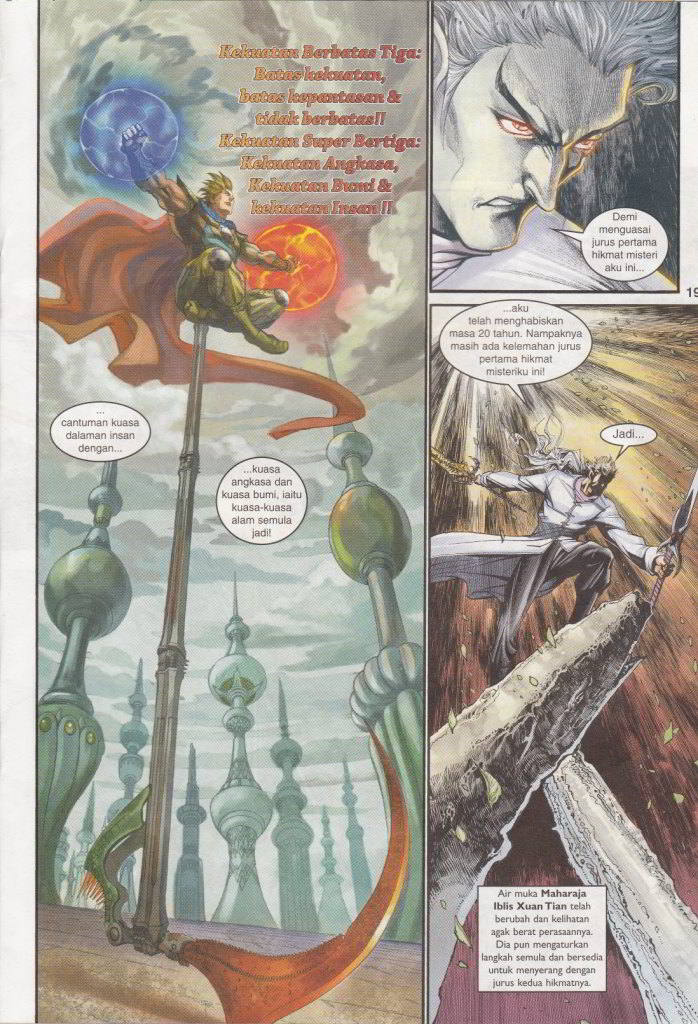 Kekuatan Berbatas Tiga:
Batas kekuatan,
batas kepantasan &
tidak berbatas!!
Kekuatan Super Bertiga:
Kekuatan Angkasa,
Kekuatan Bumi &
kekuatan Insan !!
...
cantuman kuasa
dalaman insan
dengan...
...kuasa
angkasa dan
kuasa bumi, iaitu
kuasa-kuasa
alam semula
jadi!
Demi
menguasai
jurus pertama
hikmat misteri
aku ini...
19
...aku
telah menghabiskan
masa 20 tahun. Nampaknya
masih ada kelemahan jurus
pertama hikmat
misteriku ini!
Jadi...
Air muka Maharaja
Iblis Xuan Tian telah
berubah dan kelihatan
agak berat perasaannya.
Dia pun mengaturkan
langkah semula dan bersedia
untuk menyerang dengan
jurus kedua hikmatnya.